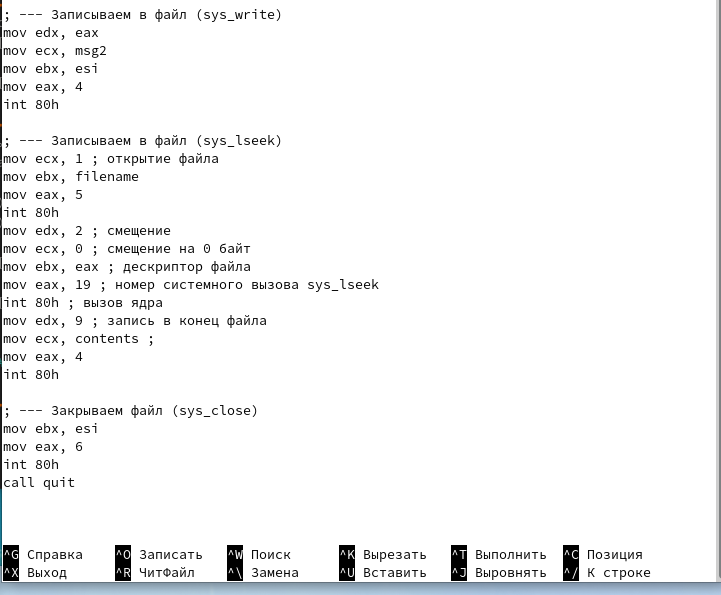 ; --- Записываем в файл (sys_write)
mov edx, eax
mov ecx, msg2
mov ebx, esi
mov eax, 4
int 80h
; --- Записываем в файл (sys_lseek)
mov ecx, 1 ; открытие файла
mov ebx, filename
mov eax, 5
int 80h
mov edx, 2 ; смещение
mov ecx, 0 ; смещение на 0 байт
mov ebx, eax ; дескриптор файла
mov eax, 19 ; номер системного вызова sys_lseek
int 80h ; вызов ядра
mov edx, 9 ; запись в конец файла
mov ecx, contents ;
mov eax, 4
int 80h
; --- Закрываем файл (sys_close)
mov ebx, esi
mov eax, 6
int 80h
call quit
^G Справка ^O Записать ^W Поиск ^K Вырезать ^T Выполнить ^C Позиция
^X Выход ^R ЧитФайл ^\ Замена ^U Вставить ^J Выровнять ^/ К строке